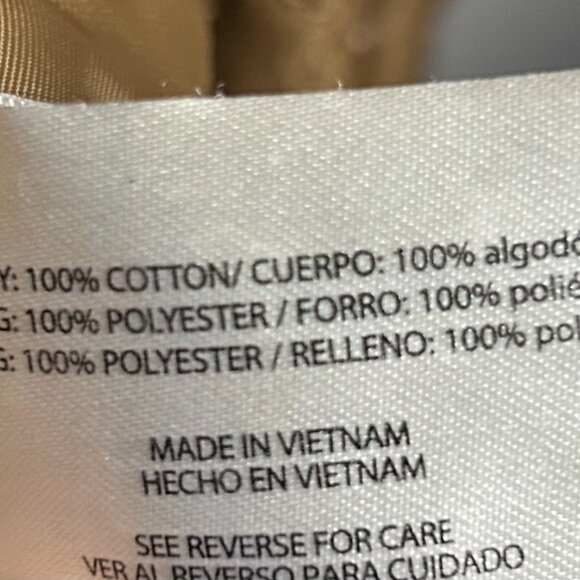 Y: 100% COTTON/ CUERPO: 100% algodó
G: 100% POLYESTER / FORRO: 100% polié
G: 100% POLYESTER / RELLENO: 100% pol
MADE IN VIETNAM
HECHO EN VIETNAM
SEE REVERSE FOR CARE
VER AL REVERSO PARA CUIDADO